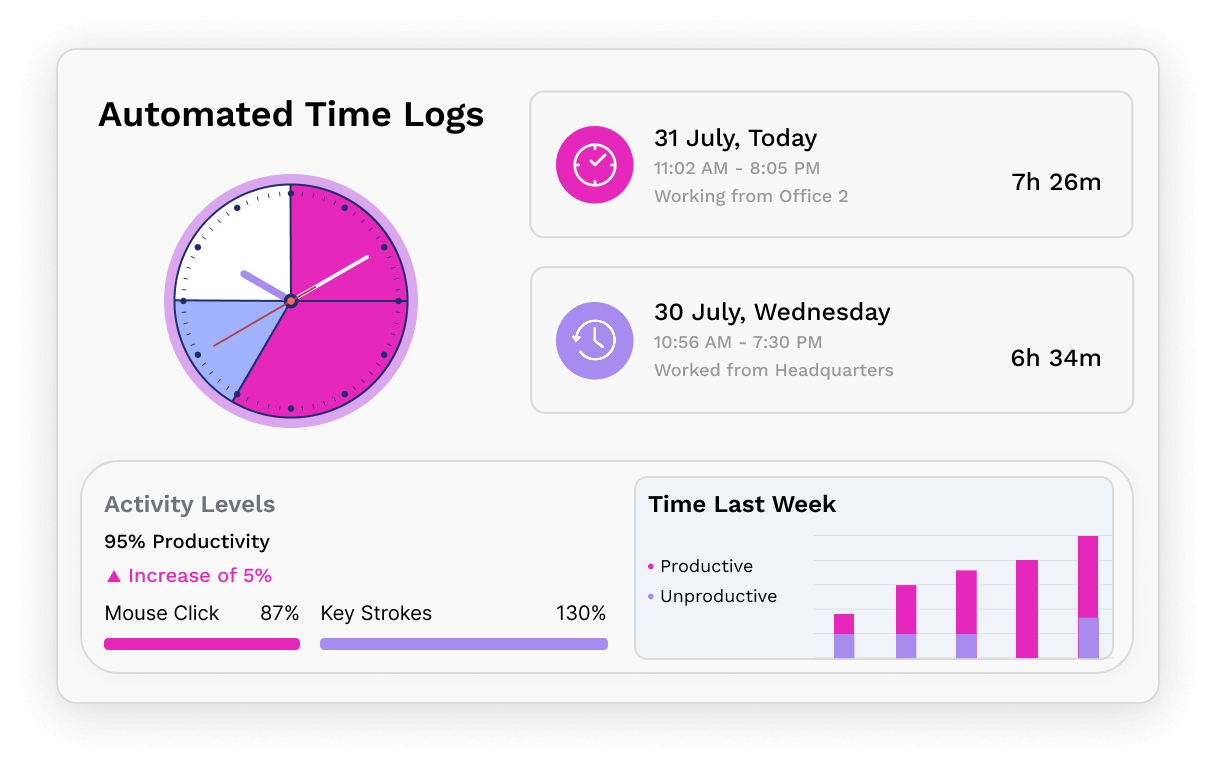 Automated Time Logs
31 July, Today
11:02 AM - 8:05 PM
Working from Office 2
7h 26m
30 July, Wednesday
10:56 AM - 7:30 PM
Worked from Headquarters
6h 34m
Activity Levels
95% Productivity
▲ Increase of 5%
Mouse Click 87%
Key Strokes 130%
Time Last Week
Productive
Unproductive